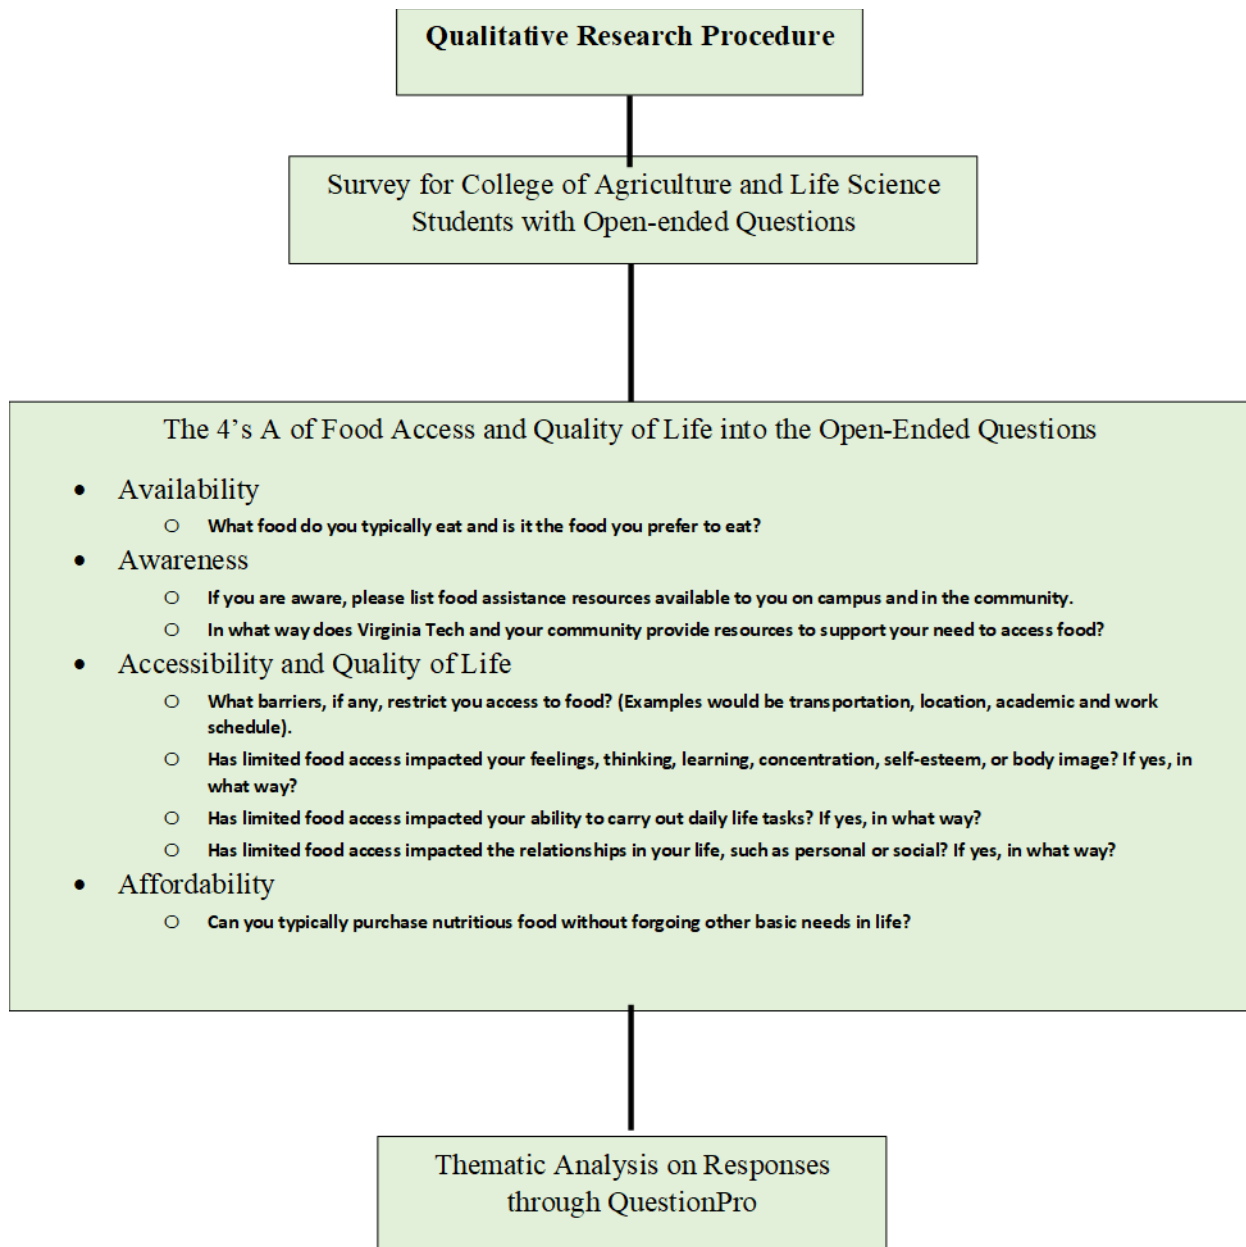 Qualitative Research Procedure
Survey for College of Agriculture and Life Science
Students with Open-ended Questions
The 4’s A of Food Access and Quality of Life into the Open-Ended Questions
• Availability
o What food do you typically eat and is it the food you prefer to eat?
• Awareness
o If you are aware, please list food assistance resources available to you on campus and in the community.
o In what way does Virginia Tech and your community provide resources to support your need to access food?
• Accessibility and Quality of Life
o What barriers, if any, restrict you access to food? (Examples would be transportation, location, academic and work
schedule).
o Has limited food access impacted your feelings, thinking, learning, concentration, self-esteem, or body image? If yes, in
what way?
o Has limited food access impacted your ability to carry out daily life tasks? If yes, in what way?
o Has limited food access impacted the relationships in your life, such as personal or social? If yes, in what way?
• Affordability
o Can you typically purchase nutritious food without forgoing other basic needs in life?
Thematic Analysis on Responses
through QuestionPro